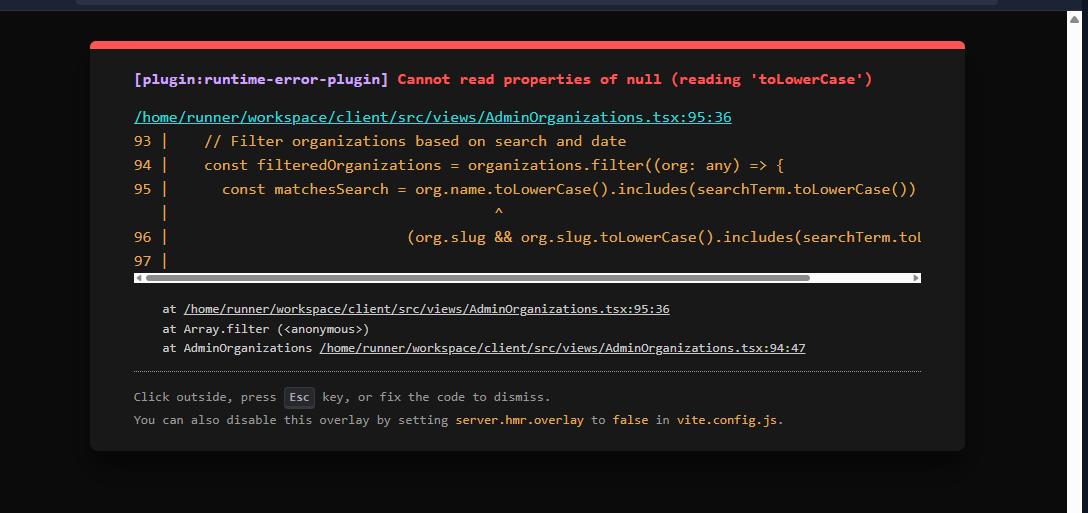 [plugin:runtime-error-plugin] Cannot read properties of null (reading 'toLowerCase')
/home/runner/workspace/client/src/views/AdminOrganizations.tsx:95:36
93 |    // Filter organizations based on search and date
94 |    const filteredOrganizations = organizations.filter((org: any) => {
95 |      const matchesSearch = org.name.toLowerCase().includes(searchTerm.toLowerCase())
   |                                    ^
96 |                          (org.slug && org.slug.toLowerCase().includes(searchTerm.toL
97 |
at /home/runner/workspace/client/src/views/AdminOrganizations.tsx:95:36
at Array.filter (<anonymous>)
at AdminOrganizations /home/runner/workspace/client/src/views/AdminOrganizations.tsx:94:47
Click outside, press Esc key, or fix the code to dismiss.
You can also disable this overlay by setting server.hmr.overlay to false in vite.config.js.